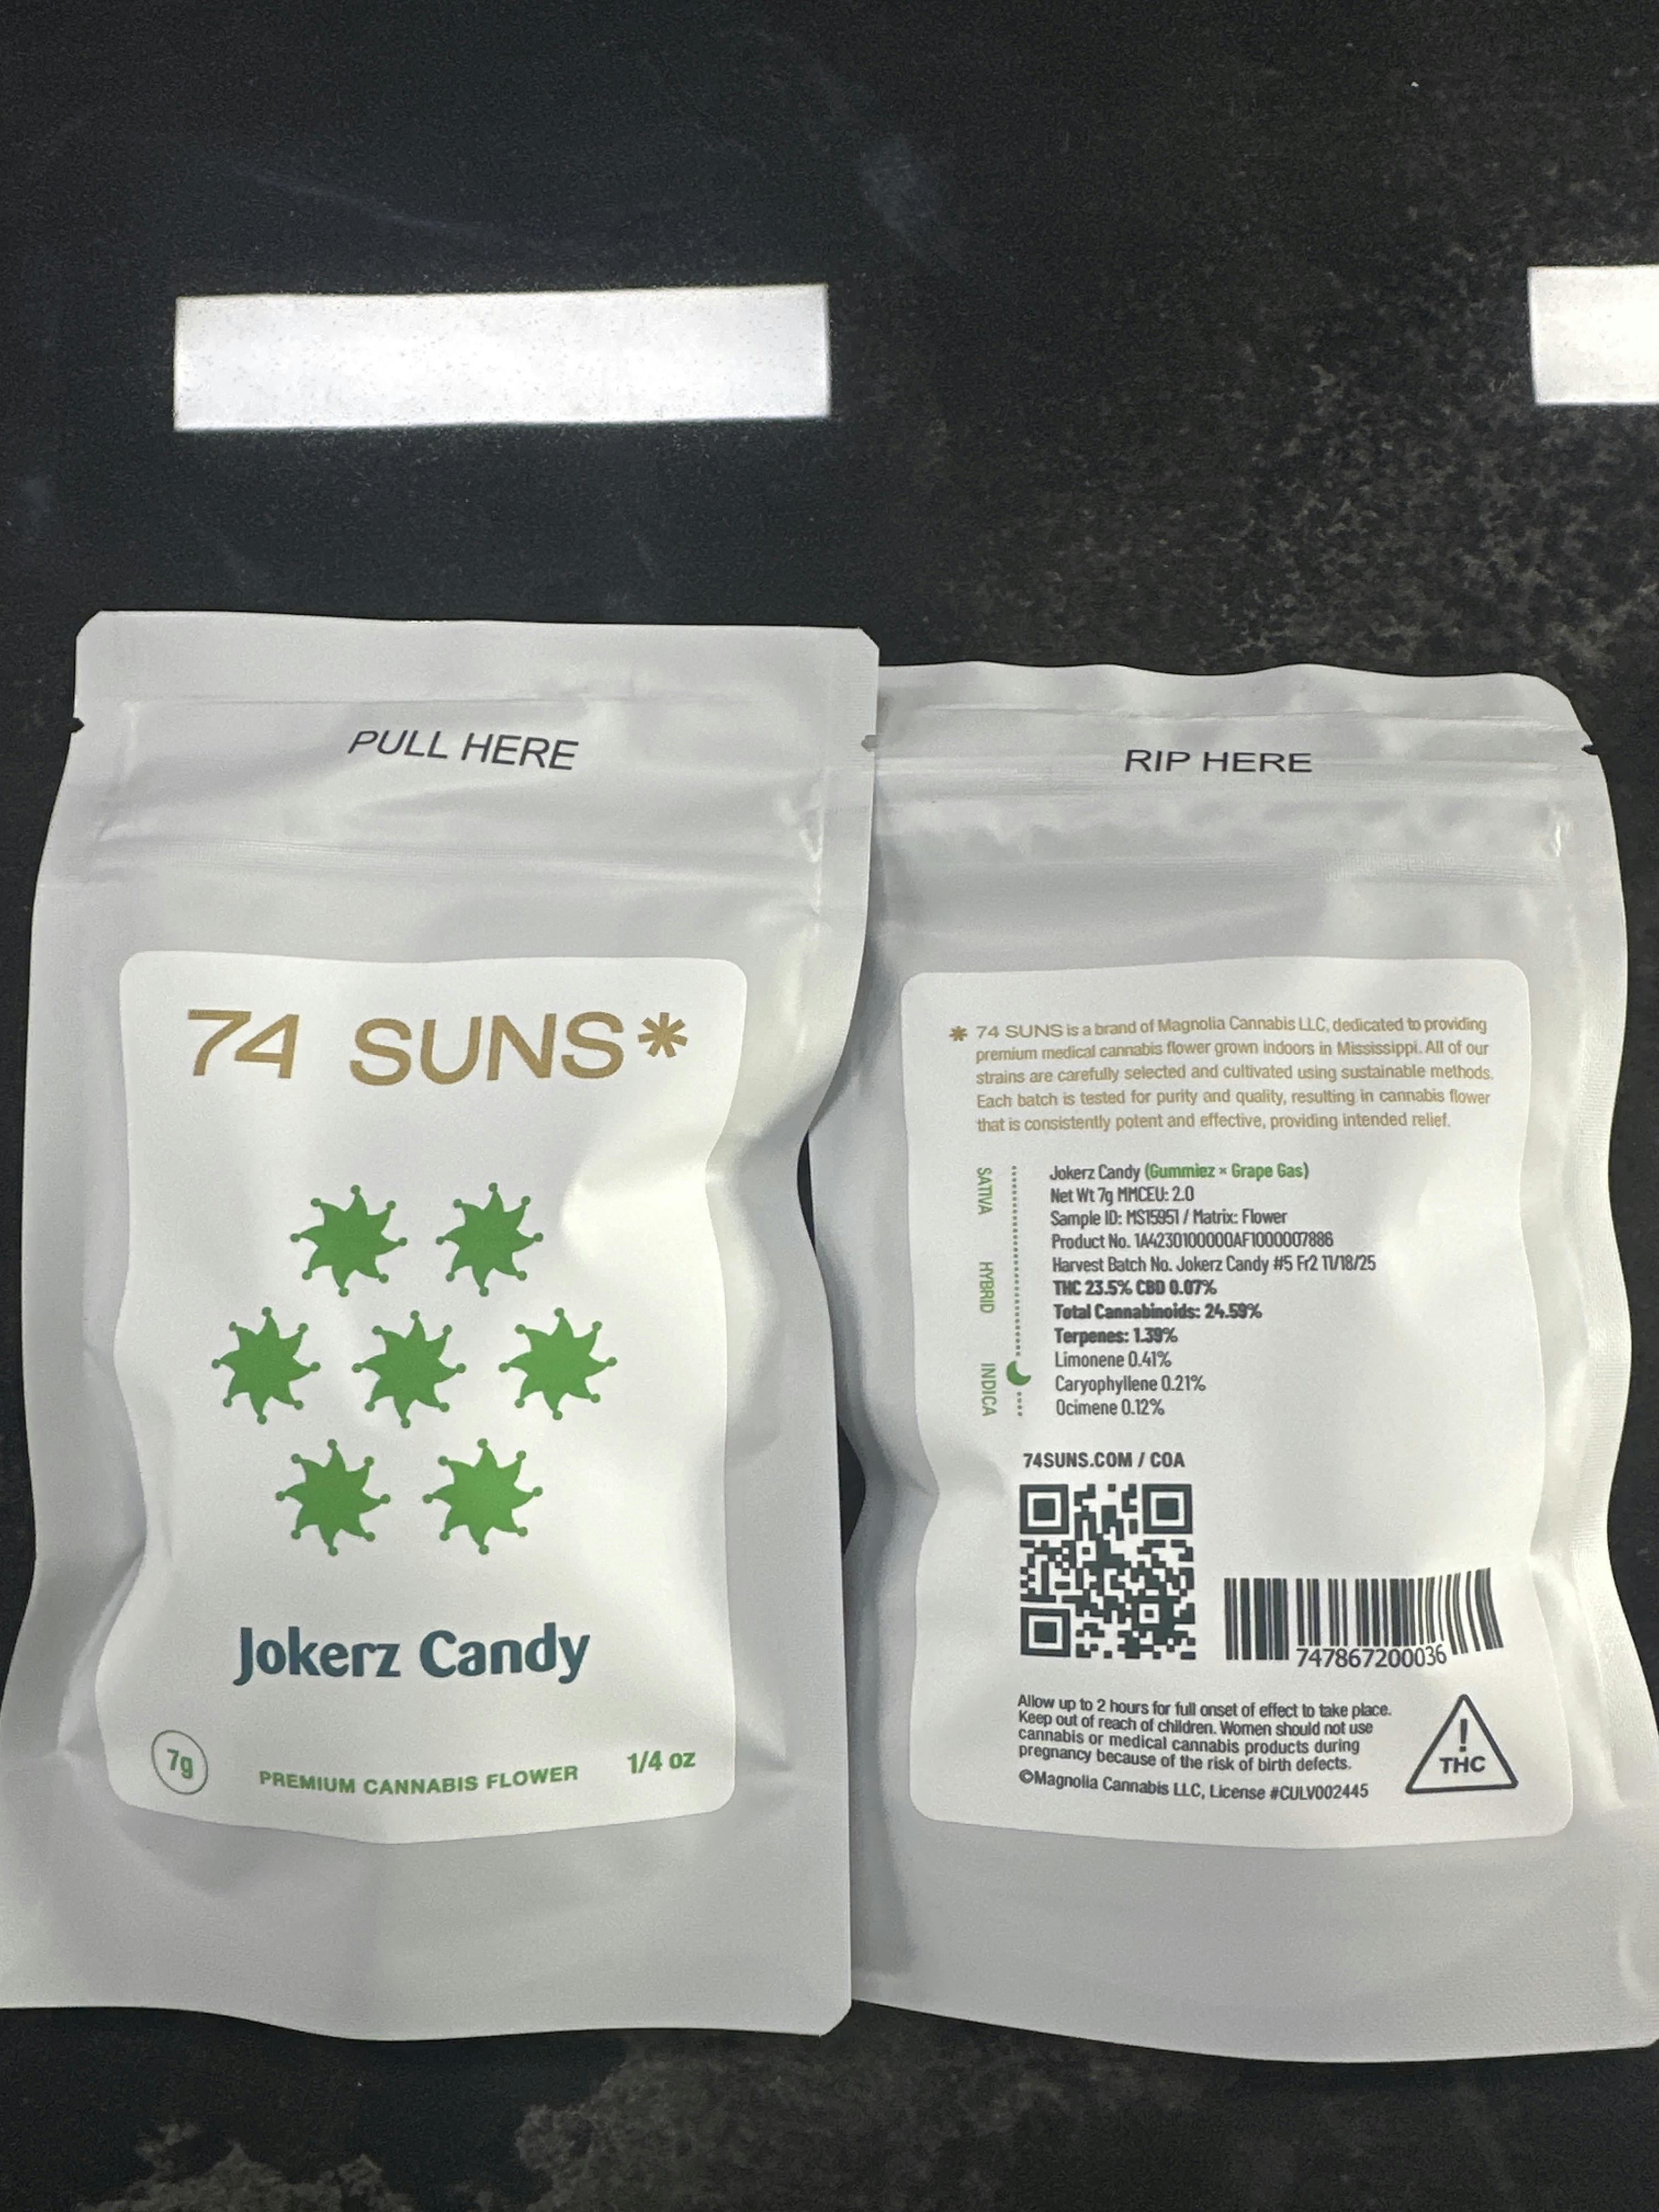 PULL HERE
74 SUNS*
Jokerz Candy
7g
PREMIUM CANNABIS FLOWER
1/4 oz
RIP HERE
* 74 SUNS is a brand of Magnolia Cannabis LLC, dedicated to providing
premium medical cannabis flower grown indoors in Mississippi. All of our
strains are carefully selected and cultivated using sustainable methods.
Each batch is tested for purity and quality, resulting in cannabis flower
that is consistently potent and effective, providing intended relief.
SATIVA
HYBRID
INDICA
Jokerz Candy (Gummiez × Grape Gas)
Net Wt 7g MMCEU: 2.0
Sample ID: MS15951 / Matrix: Flower
Product No. 1A4230100000AF1000007886
Harvest Batch No. Jokerz Candy #5 Fr2 11/18/25
THC 23.5% CBD 0.07%
Total Cannabinoids: 24.59%
Terpenes: 1.39%
Limonene 0.41%
Caryophyllene 0.21%
Ocimene 0.12%
74SUNS.COM / COA
747867200036
Allow up to 2 hours for full onset of effect to take place.
Keep out of reach of children. Women should not use
cannabis or medical cannabis products during
pregnancy because of the risk of birth defects.
©Magnolia Cannabis LLC, License #CULV002445
!
THC